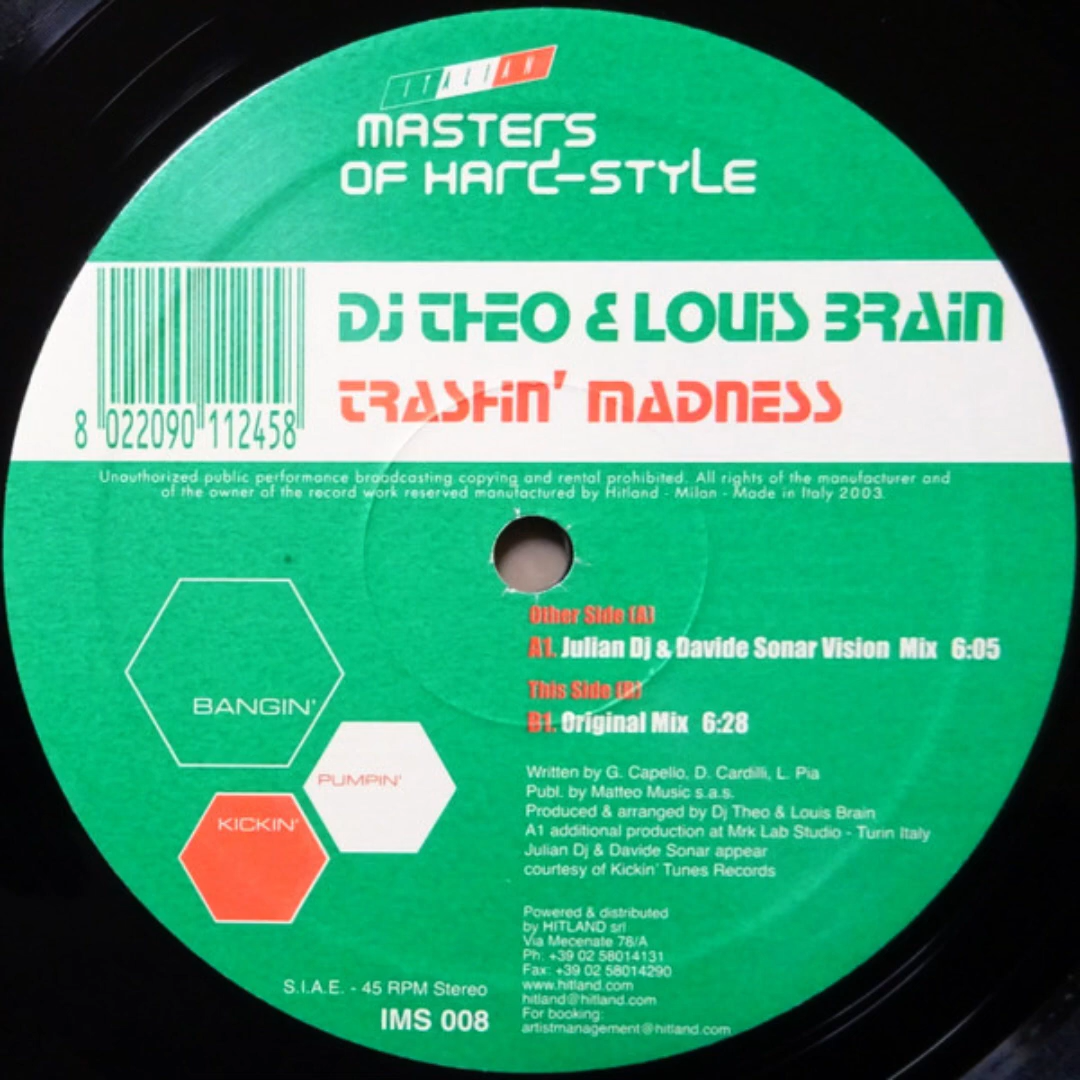 ITALIAN
MASTERS
OF HARD-STYLE
DJ THEO & LOUIS BRAIN
TRASHIN' MADNESS
8 022090 112458
Unauthorized public performance broadcasting copying and rental prohibited. All rights of the manufacturer and
of the owner of the record work reserved manufactured by Hitland - Milan - Made in Italy 2003.
Other Side (A)
A1. Julian Dj & Davide Sonar Vision Mix 6:05
This Side (B)
B1. Original Mix 6:28
BANGIN'
PUMPIN'
KICKIN'
Written by G. Capello, D. Cardilli, L. Pia
Publ. by Matteo Music s.a.s.
Produced & arranged by Dj Theo & Louis Brain
A1 additional production at Mrk Lab Studio - Turin Italy
Julian Dj & Davide Sonar appear
courtesy of Kickin' Tunes Records
Powered & distributed
by HITLAND srl
Via Mecenate 76/A
Ph: +39 02 58014131
Fax: +39 02 58014290
www.hitland.com
hitland@hitland.com
For booking:
artistmanagement@hitland.com
S.I.A.E. - 45 RPM Stereo
IMS 008